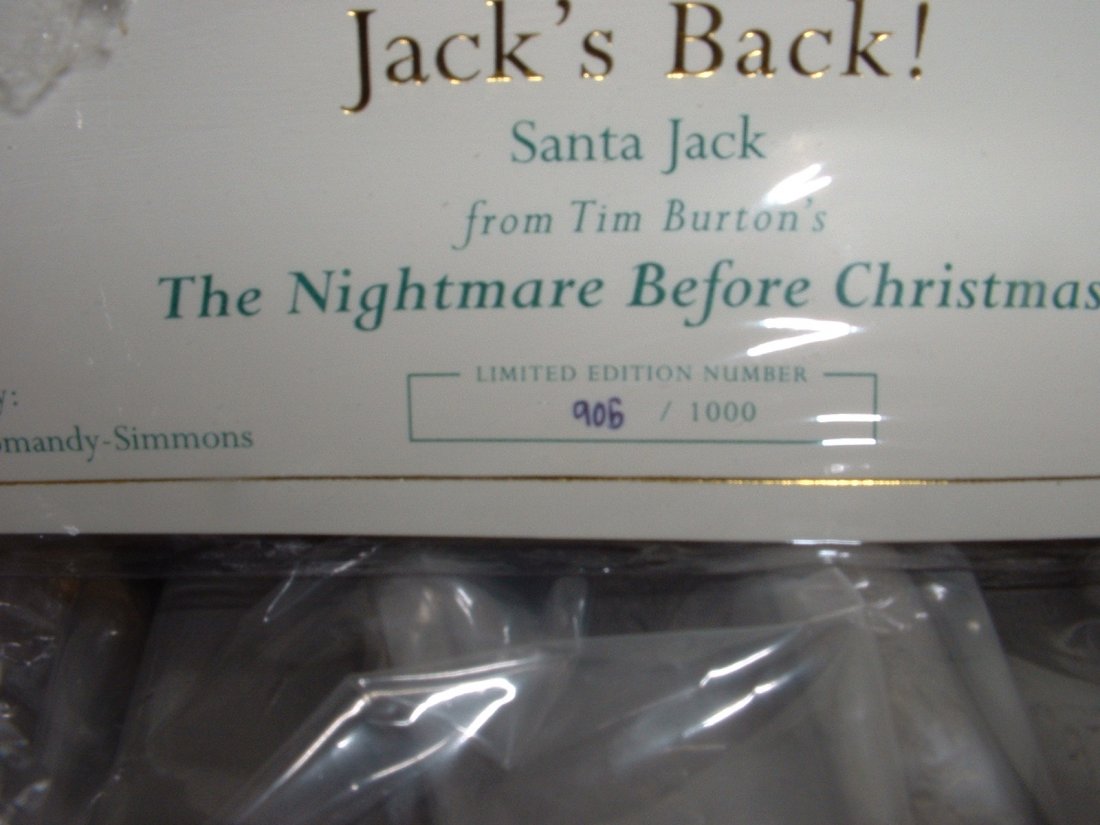 Jack's Back!
Santa Jack
from Tim Burton's
The Nightmare Before Christmas
LIMITED EDITION NUMBER
906 / 1000